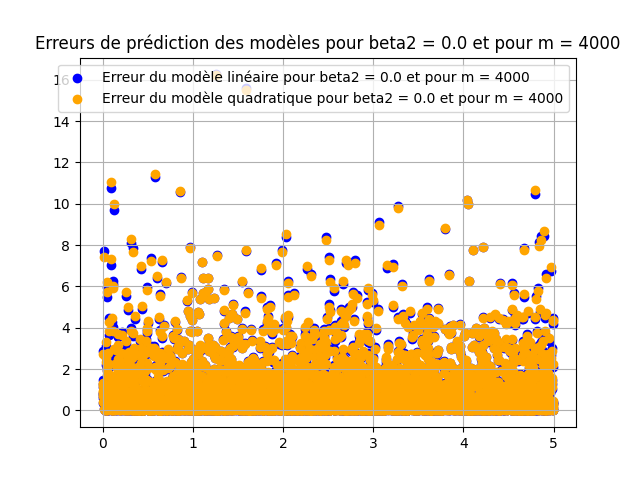 Erreurs de prédiction des modèles pour beta2 = 0.0 et pour m = 4000
Erreur du modèle linéaire pour beta2 = 0.0 et pour m = 4000
Erreur du modèle quadratique pour beta2 = 0.0 et pour m = 4000
16
14
12
10
8
6
4
2
0
0 1 2 3 4 5